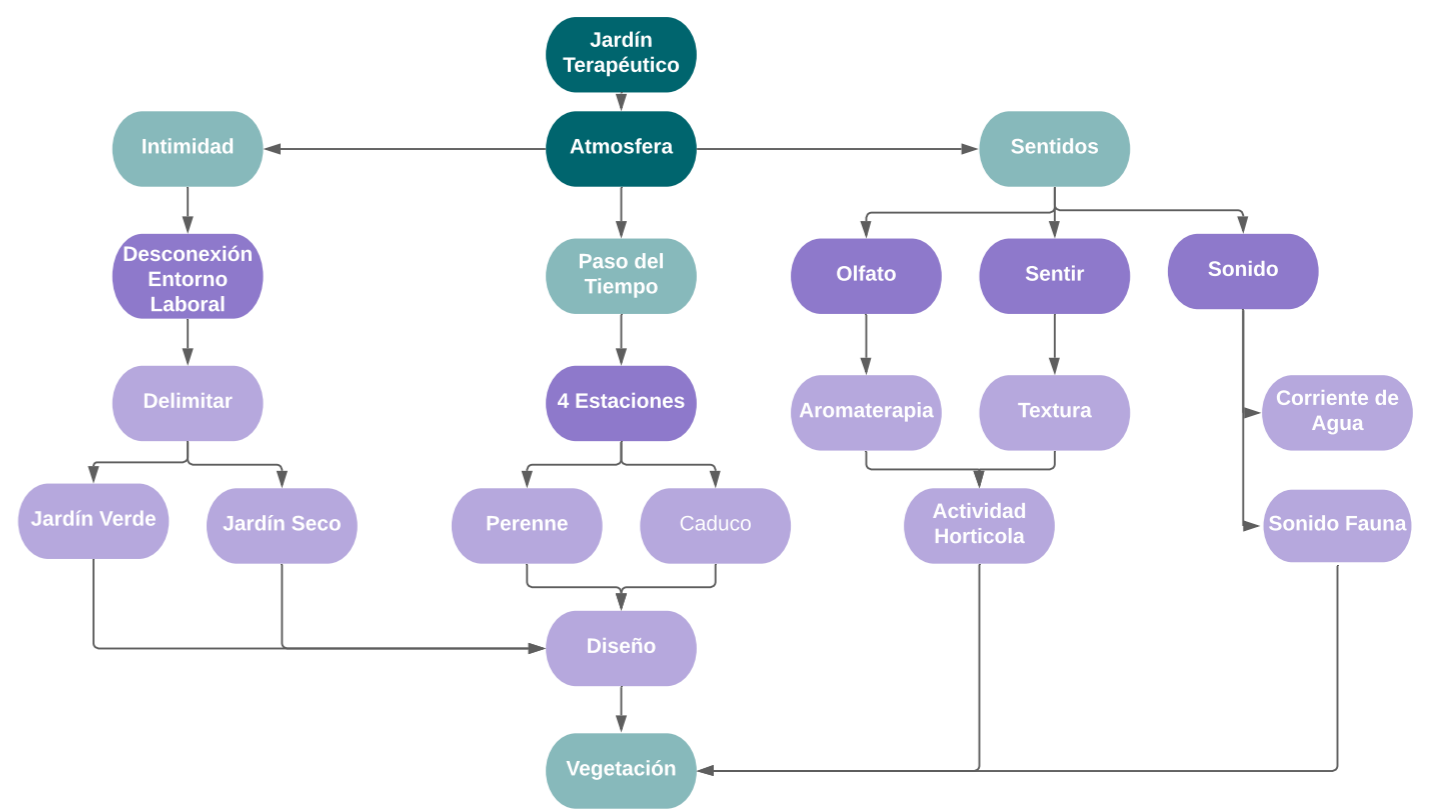 Jardín
Terapéutico
Intimidad
Atmosfera
Sentidos
Desconexión
Entorno
Laboral
Paso del
Tiempo
Olfato
Sentir
Sonido
Delimitar
4 Estaciones
Aromaterapia
Textura
Corriente de
Agua
Jardín Verde
Jardín Seco
Perenne
Caduco
Actividad
Horticola
Sonido Fauna
Diseño
Vegetación